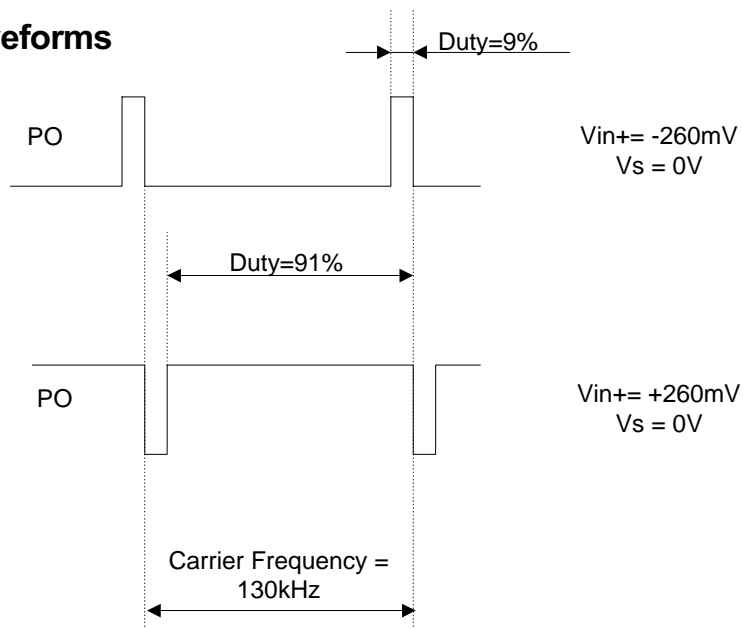 eforms
Duty=9%
PO
Vin+= -260mV
Vs = 0V
Duty=91%
PO
Vin+= +260mV
Vs = 0V
Carrier Frequency =
130kHz